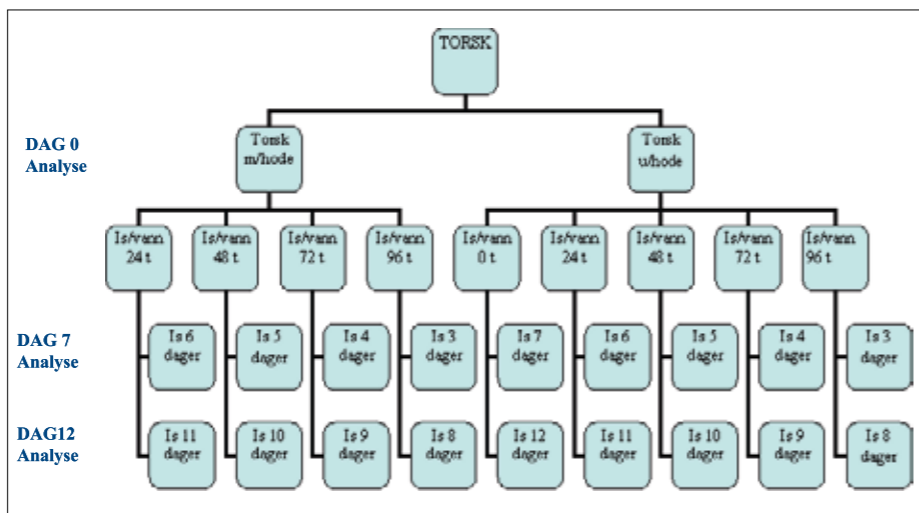 TORSK
DAG 0
Analyse
Torsk
m/hode
Torsk
u/hode
Is/vann
24 t
Is/vann
48 t
Is/vann
72 t
Is/vann
96 t
Is/vann
0 t
Is/vann
24 t
Is/vann
48 t
Is/vann
72 t
Is/vann
96 t
DAG 7
Analyse
Is 6
dager
Is 5
dager
Is 4
dager
Is 3
dager
Is 7
dager
Is 6
dager
Is 5
dager
Is 4
dager
Is 3
dager
DAG12
Analyse
Is 11
dager
Is 10
dager
Is 9
dager
Is 8
dager
Is 12
dager
Is 11
dager
Is 10
dager
Is 9
dager
Is 8
dager